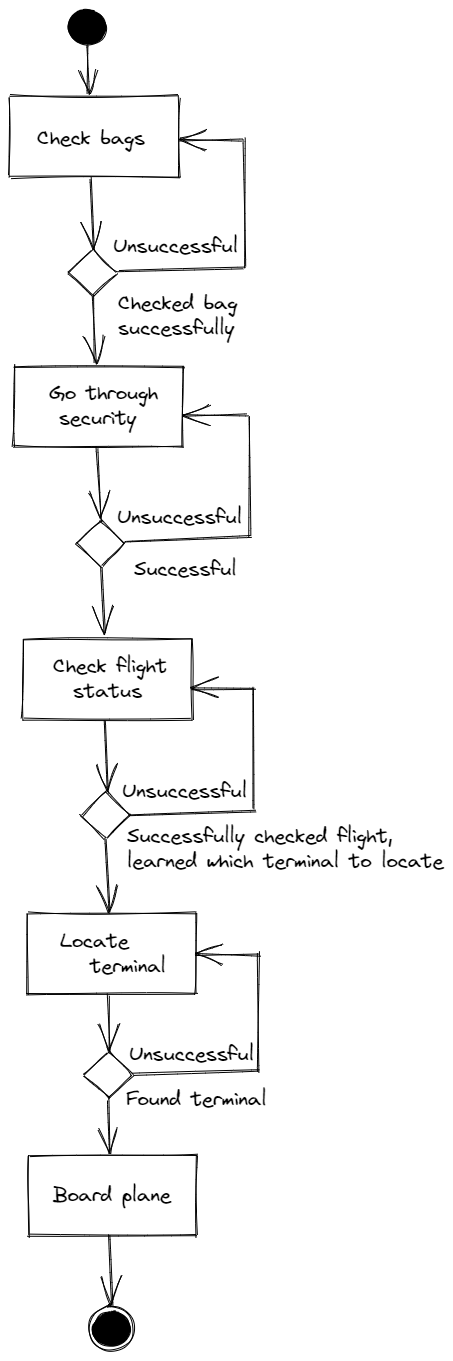 Check bags
Unsuccessful
Checked bag
successfully
Go through
security
Unsuccessful
Successful
Check flight
status
Unsuccessful
Successfully checked flight,
learned which terminal to locate
Locate
terminal
Unsuccessful
Found terminal
Board plane